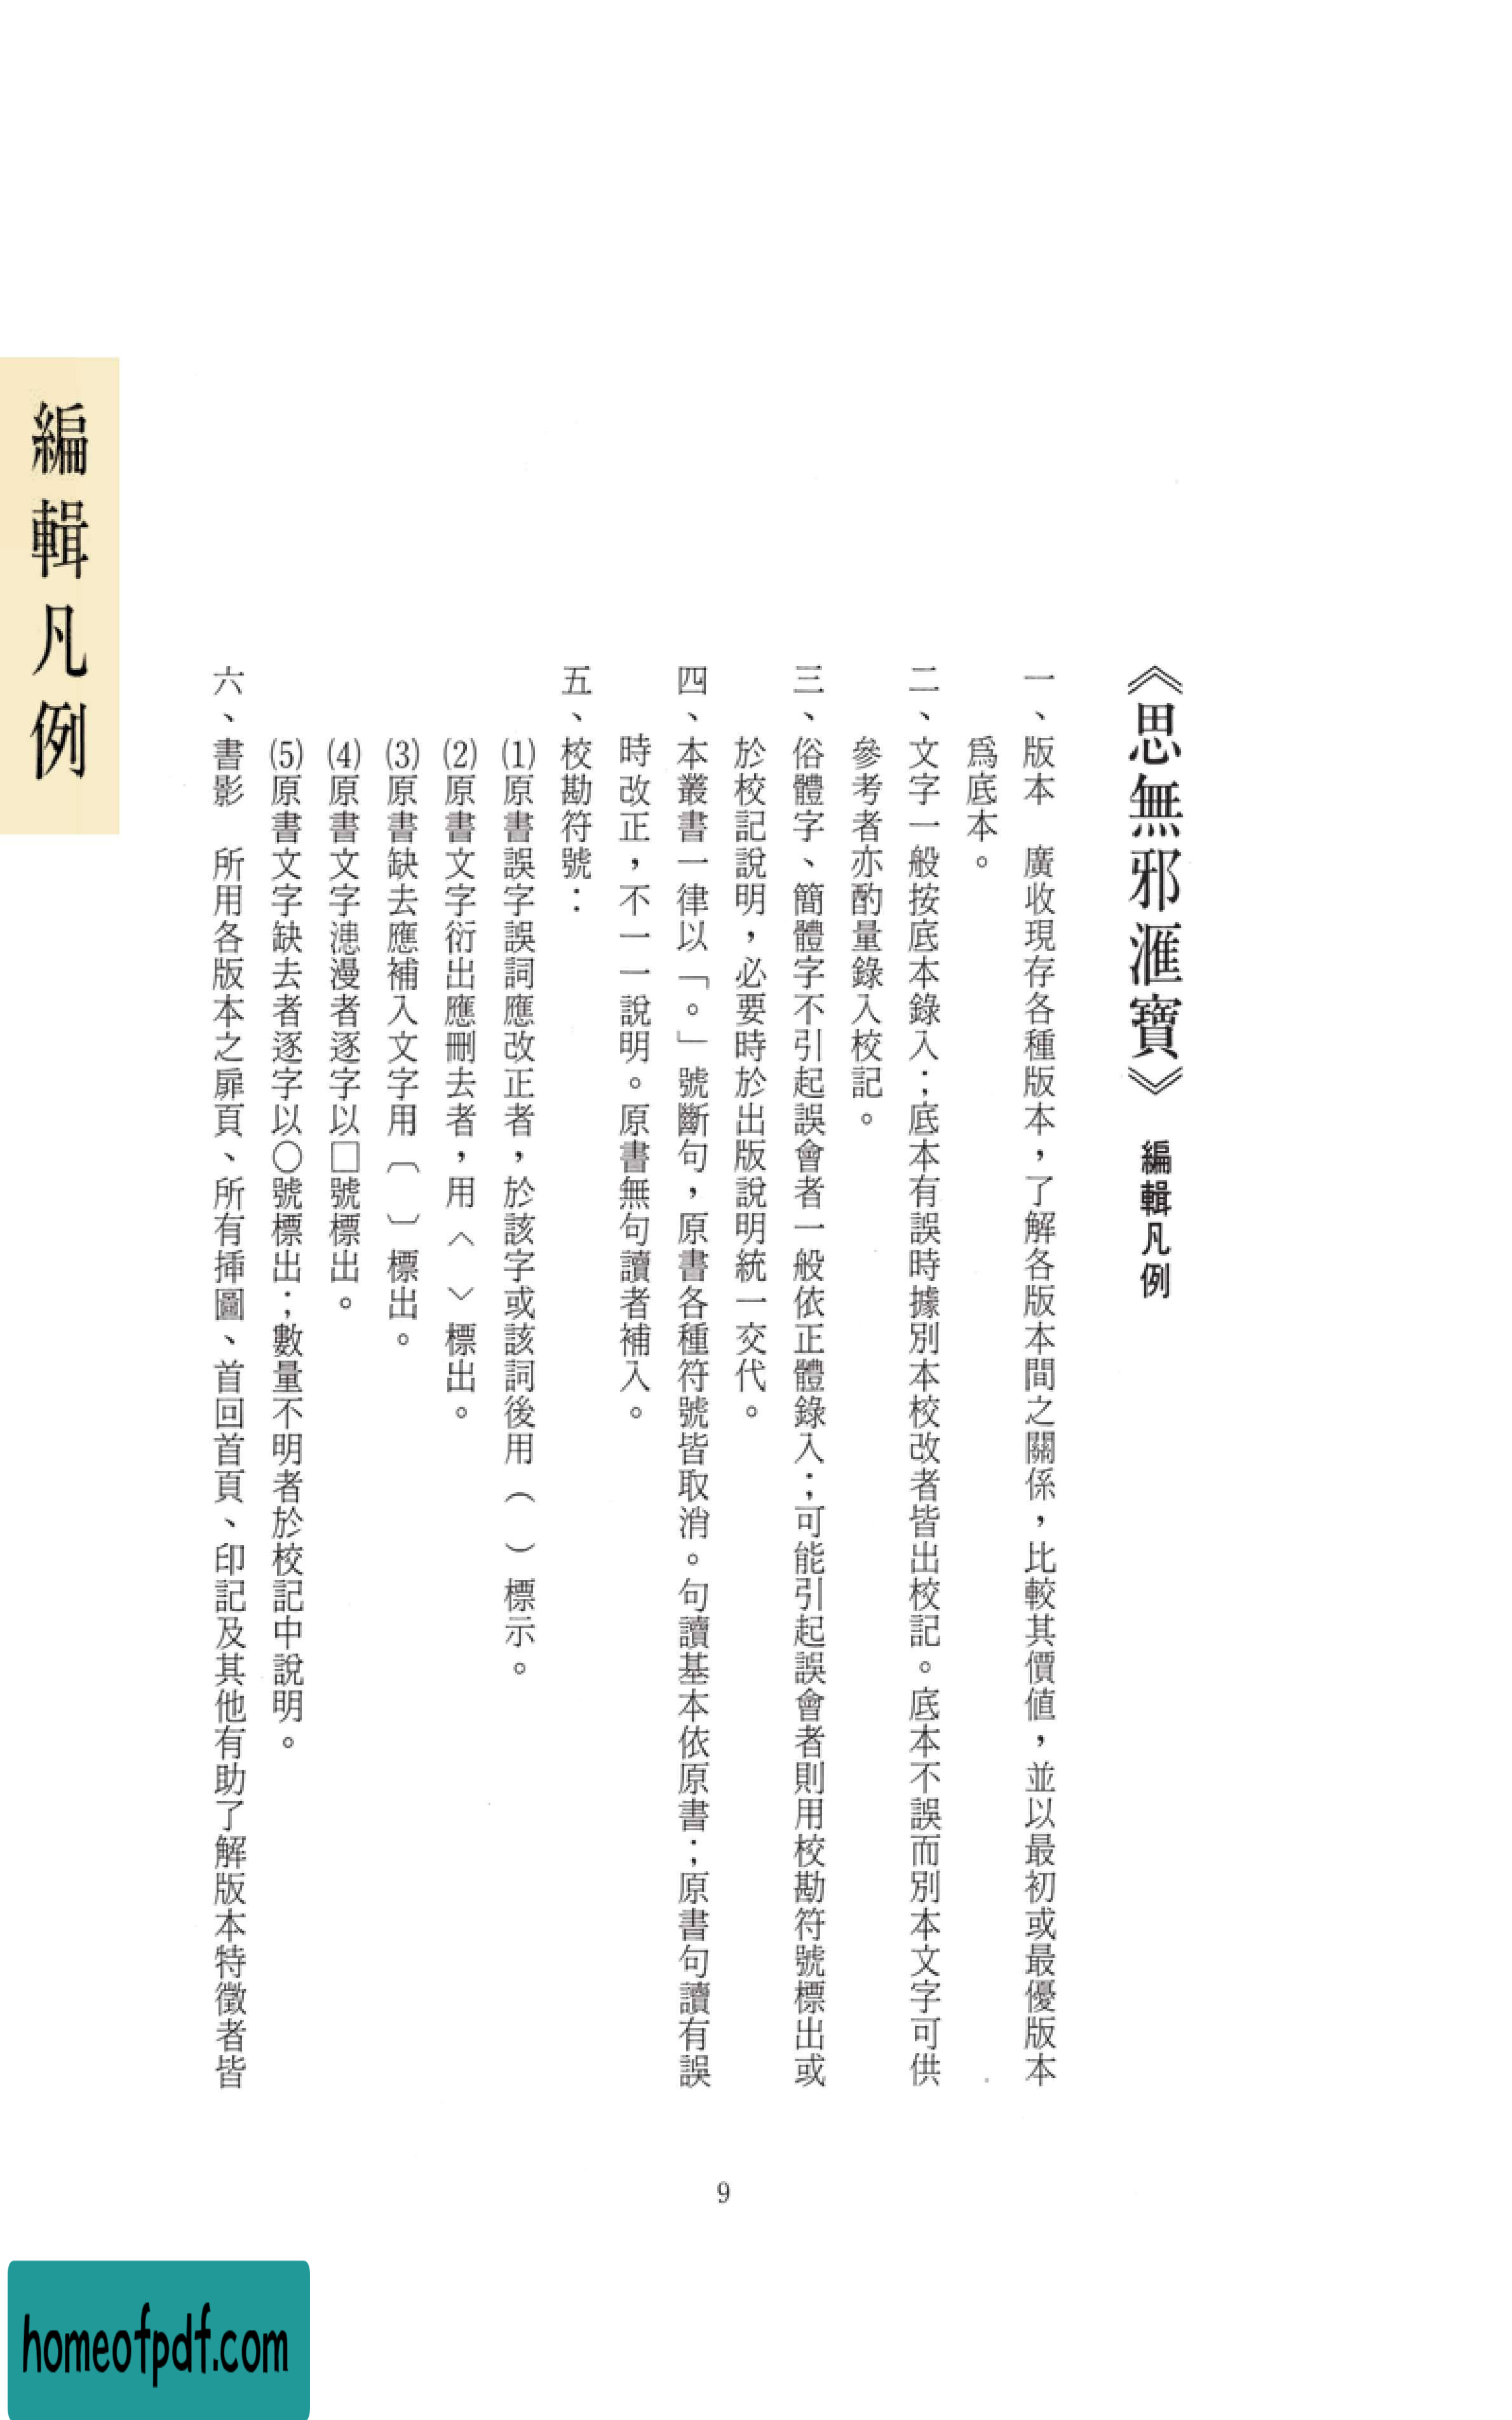 《思無邪滙寶》 編輯凡例
一、版本　廣收現存各種版本，了解各版本間之關係，比較其價値，並以最初或最優版本
爲底本。
二、文字一般按底本錄入；底本有誤時據別本校改者皆出校記。底本不誤而別本文字可供
參考者亦酌量錄入校記。
三、俗體字、簡體字不引起誤會者一般依正體錄入；可能引起誤會者則用校勘符號標出或
於校記說明，必要時於出版說明統一交代。
四、本叢書一律以「。」號斷句，原書各種符號皆取消。句讀基本依原書；原書句讀有誤
時改正，不一一說明。原書無句讀者補入。
五、校勘符號：
(1)原書誤字誤詞應改正者，於該字或該詞後用（　）標示。
(2)原書文字衍出應刪去者，用〈　〉標出。
(3)原書缺去應補入文字用〔　〕標出。
(4)原書文字漶漫者逐字以□號標出。
(5)原書文字缺去者逐字以○號標出；數量不明者於校記中說明。
六、書影　所用各版本之扉頁、所有揷圖、首回首頁、印記及其他有助了解版本特徵者皆
編輯凡例
9
homeofpdf.com